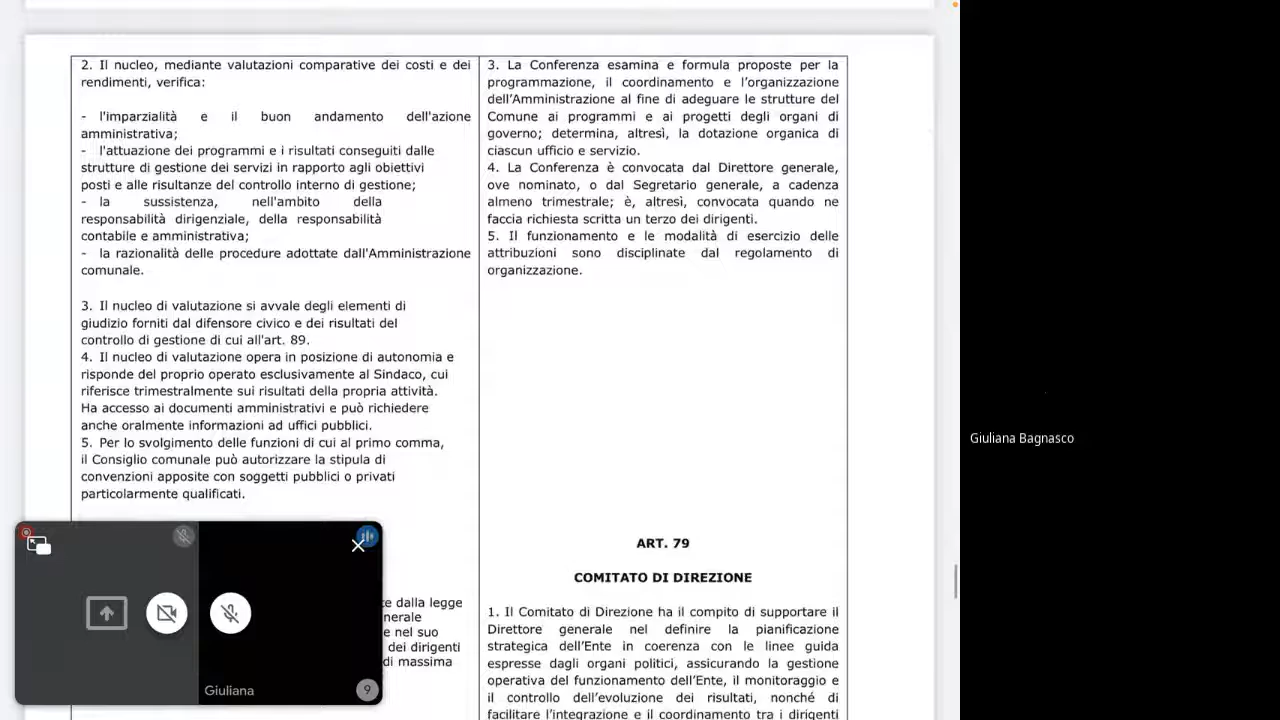 2. Il nucleo, mediante valutazioni comparative dei costi e dei
rendimenti, verifica:
- l'imparzialità e il buon andamento dell'azione
amministrativa;
- l'attuazione dei programmi e i risultati conseguiti dalle
strutture di gestione dei servizi in rapporto agli obiettivi
posti e alle risultanze del controllo interno di gestione;
- la sussistenza, nell'ambito della
responsabilità dirigenziale, della responsabilità
contabile e amministrativa;
- la razionalità delle procedure adottate dall'Amministrazione
comunale.
3. Il nucleo di valutazione si avvale degli elementi di
giudizio forniti dal difensore civico e dei risultati del
controllo di gestione di cui all'art. 89.
4. Il nucleo di valutazione opera in posizione di autonomia e
risponde del proprio operato esclusivamente al Sindaco, cui
riferisce trimestralmente sui risultati della propria attività.
Ha accesso ai documenti amministrativi e può richiedere
anche oralmente informazioni ad uffici pubblici.
5. Per lo svolgimento delle funzioni di cui al primo comma,
il Consiglio comunale può autorizzare la stipula di
convenzioni apposite con soggetti pubblici o privati
particolarmente qualificati.
dalla legge
nel suo
dei dirigenti
di massima
3. La Conferenza esamina e formula proposte per la
programmazione, il coordinamento e l'organizzazione
dell'Amministrazione al fine di adeguare le strutture del
Comune ai programmi e ai progetti degli organi di
governo; determina, altresì, la dotazione organica di
ciascun ufficio e servizio.
4. La Conferenza è convocata dal Direttore generale,
ove nominato, o dal Segretario generale, a cadenza
almeno trimestrale; è, altresì, convocata quando ne
faccia richiesta scritta un terzo dei dirigenti.
5. Il funzionamento e le modalità di esercizio delle
attribuzioni sono disciplinate dal regolamento di
organizzazione.
ART. 79
COMITATO DI DIREZIONE
1. Il Comitato di Direzione ha il compito di supportare il
Direttore generale nel definire la pianificazione
strategica dell'Ente in coerenza con le linee guida
espresse dagli organi politici, assicurando la gestione
operativa del funzionamento dell'Ente, il monitoraggio e
il controllo dell'evoluzione dei risultati, nonché di
facilitare l'integrazione e il coordinamento tra i dirigenti
Giuliana
9
Giuliana Bagnasco